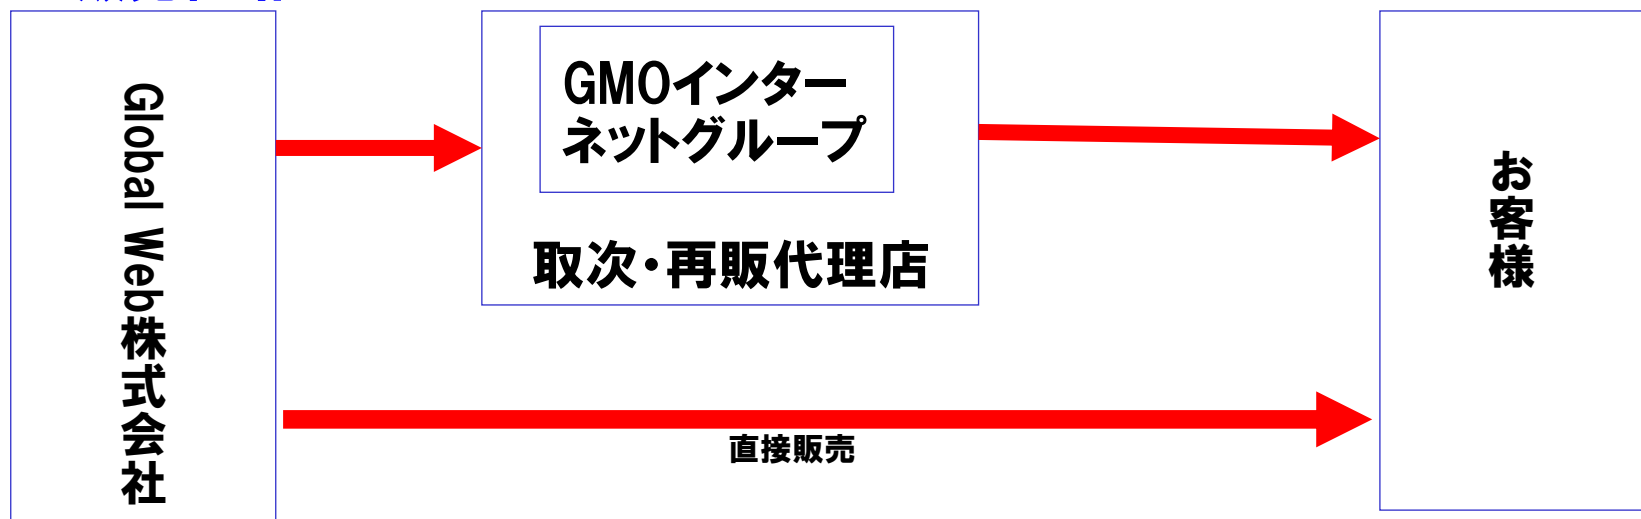 Global Web株式会社
GMOインター
ネットグループ
取次・再販代理店
直接販売
お客様